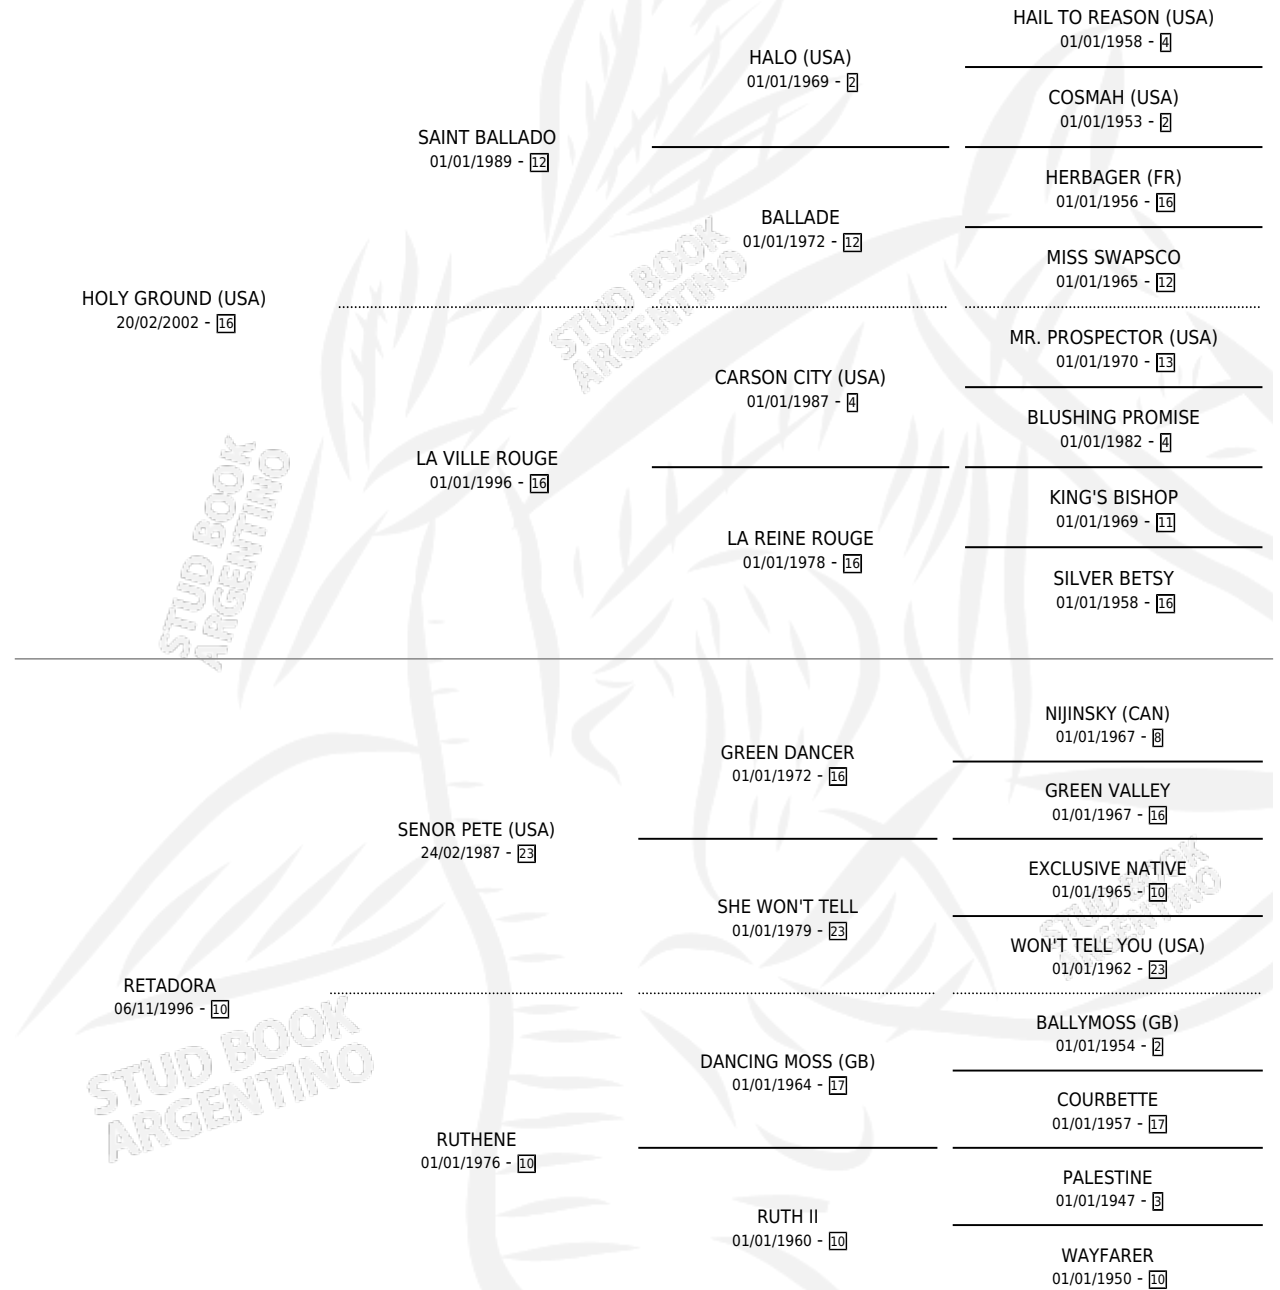 HAIL TO REASON (USA)
01/01/1958 - 4
HALO (USA)
01/01/1969 - 2
COSMAH (USA)
01/01/1953 - 2
SAINT BALLADO
01/01/1989 - 12
HERBAGER (FR)
01/01/1956 - 16
BALLADE
01/01/1972 - 12
MISS SWAPSCO
01/01/1965 - 12
HOLY GROUND (USA)
20/02/2002 - 16
STUD BOOK
ARGENTINO
MR. PROSPECTOR (USA)
01/01/1970 - 13
CARSON CITY (USA)
01/01/1987 - 4
BLUSHING PROMISE
01/01/1982 - 4
LA VILLE ROUGE
01/01/1996 - 16
KING'S BISHOP
01/01/1969 - 11
LA REINE ROUGE
01/01/1978 - 16
SILVER BETSY
01/01/1958 - 16
STUD BOOK
ARGENTINO
NIJINSKY (CAN)
01/01/1967 - 8
GREEN DANCER
01/01/1972 - 16
GREEN VALLEY
01/01/1967 - 16
SENOR PETE (USA)
24/02/1987 - 23
EXCLUSIVE NATIVE
01/01/1965 - 10
SHE WON'T TELL
01/01/1979 - 23
STUD BOOK
ARGENTINO
WON'T TELL YOU (USA)
01/01/1962 - 23
RETADORA
06/11/1996 - 10
BALLYMOSS (GB)
01/01/1954 - 2
DANCING MOSS (GB)
01/01/1964 - 17
STUD BOOK
ARGENTINO
COURBETTE
01/01/1957 - 17
RUTHENE
01/01/1976 - 10
PALESTINE
01/01/1947 - 3
RUTH II
01/01/1960 - 10
WAYFARER
01/01/1950 - 10